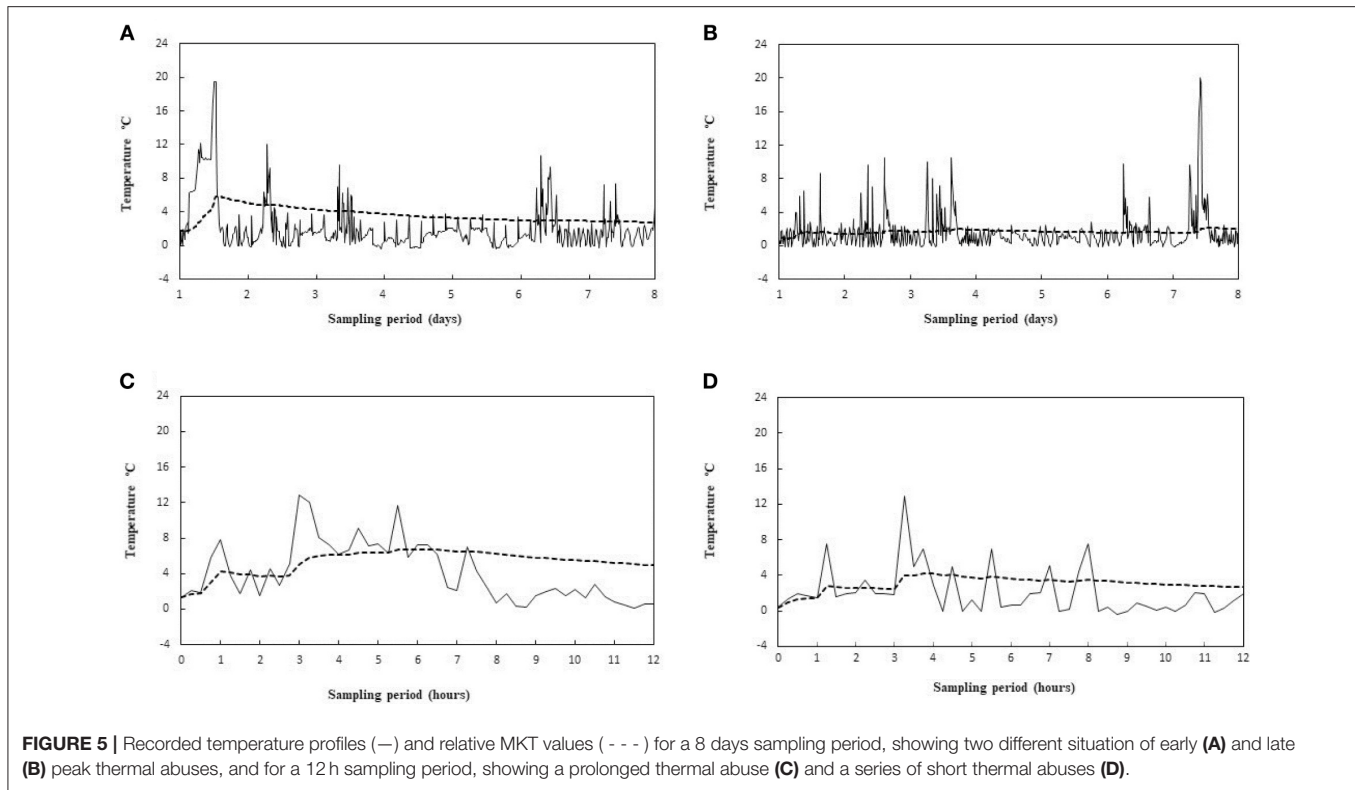 A
24
20
16
12
8
4
0
-4
Temperature °C
1 2 3 4 5 6 7 8
Sampling period (days)
B
24
20
16
12
8
4
0
-4
Temperature °C
1 2 3 4 5 6 7 8
Sampling period (days)
C
24
20
16
12
8
4
0
-4
Temperature °C
0 1 2 3 4 5 6 7 8 9 10 11 12
Sampling period (hours)
D
24
20
16
12
8
4
0
-4
Temperature °C
0 1 2 3 4 5 6 7 8 9 10 11 12
Sampling period (hours)
FIGURE 5 | Recorded temperature profiles (—) and relative MKT values ( - - - ) for a 8 days sampling period, showing two different situation of early (A) and late
(B) peak thermal abuses, and for a 12 h sampling period, showing a prolonged thermal abuse (C) and a series of short thermal abuses (D).